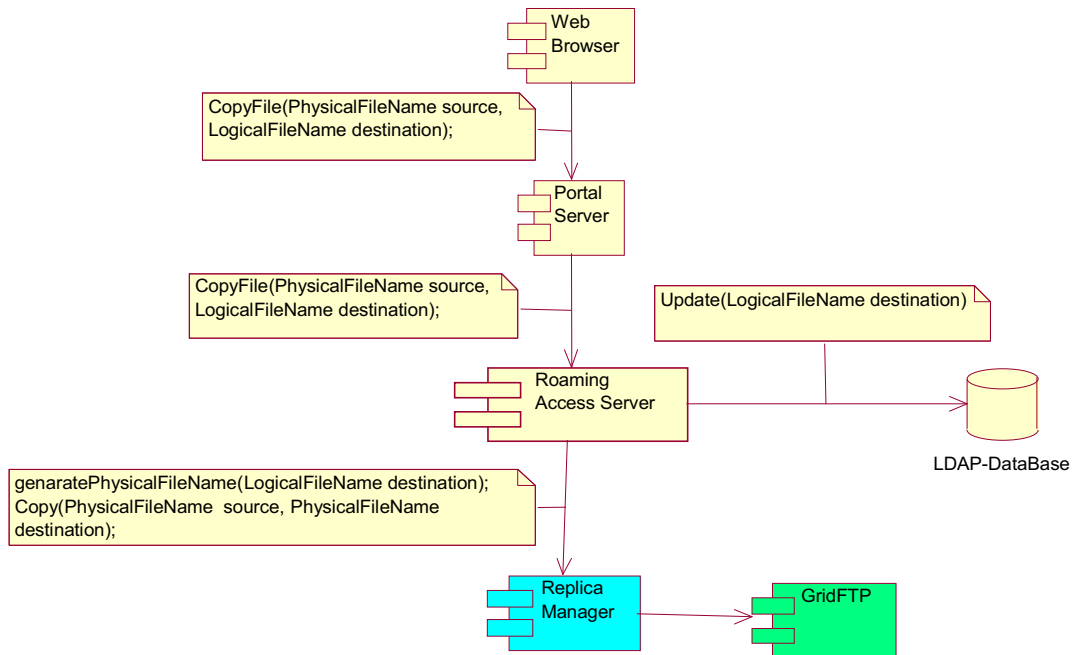 Web
Browser
CopyFile(PhysicalFileName source,
LogicalFileName destination);
Portal
Server
CopyFile(PhysicalFileName source,
LogicalFileName destination);
Update(LogicalFileName destination)
Roaming
Access Server
LDAP-DataBase
genaratePhysicalFileName(LogicalFileName destination);
Copy(PhysicalFileName source, PhysicalFileName
destination);
Replica
Manager
GridFTP